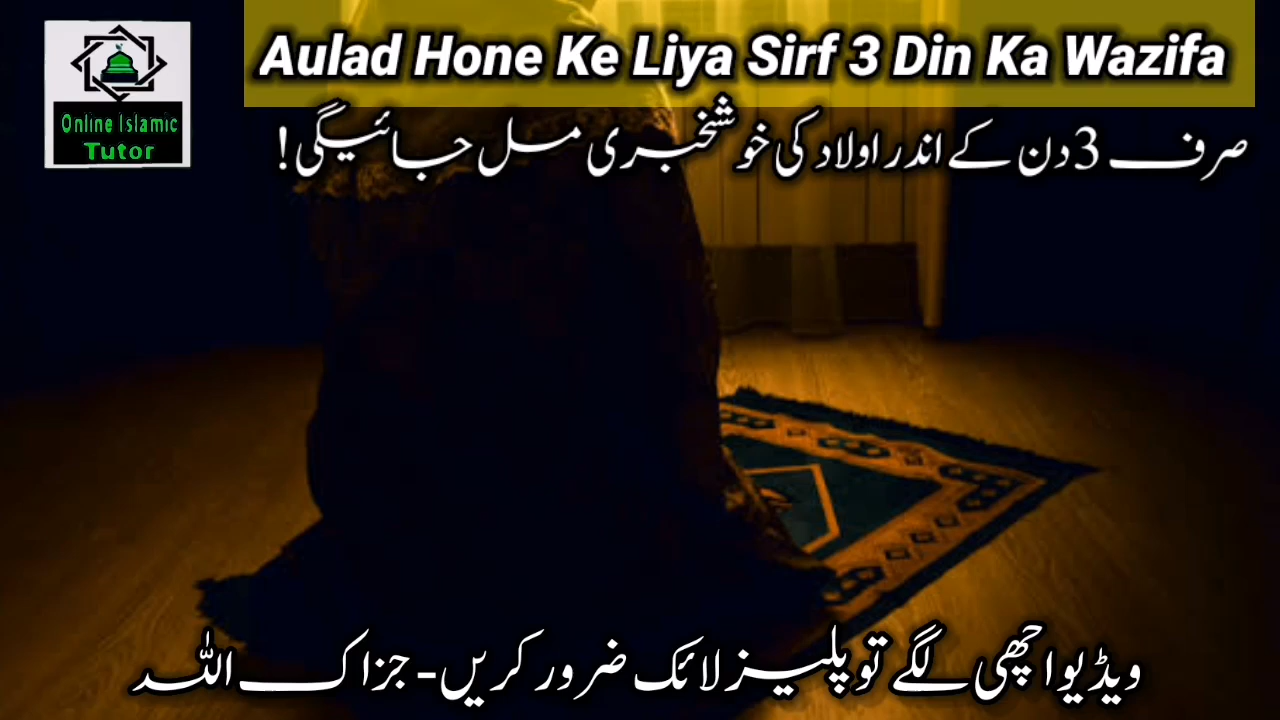 Aulad Hone Ke Liya Sirf 3 Din Ka Wazifa
Online Islamic
Tutor
صرف 3 دن کے اندر اولاد کی خوشخبری مل جائیگی!
ویڈیو اچھی لگے تو پلیز لائک ضرور کریں - جزاک اللہ